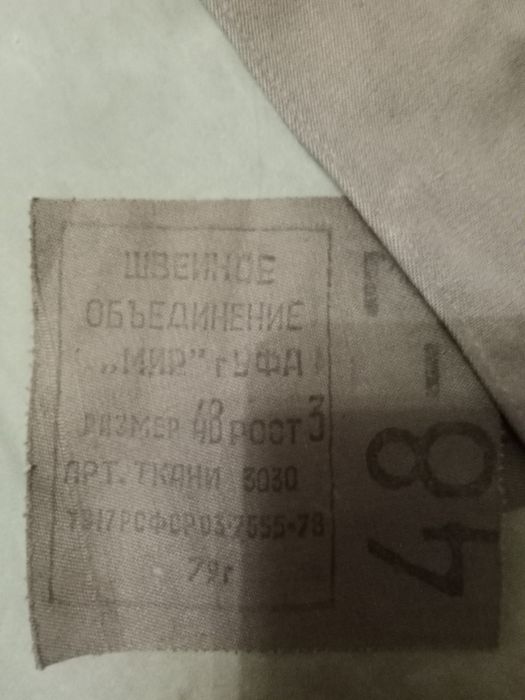 ШВЕЙНОЕ
ОБЪЕДИНЕНИЕ
„МИР" г УФА
РАЗМЕР 48 РОСТ 3
АРТ. ТКАНИ 3030
79г
48